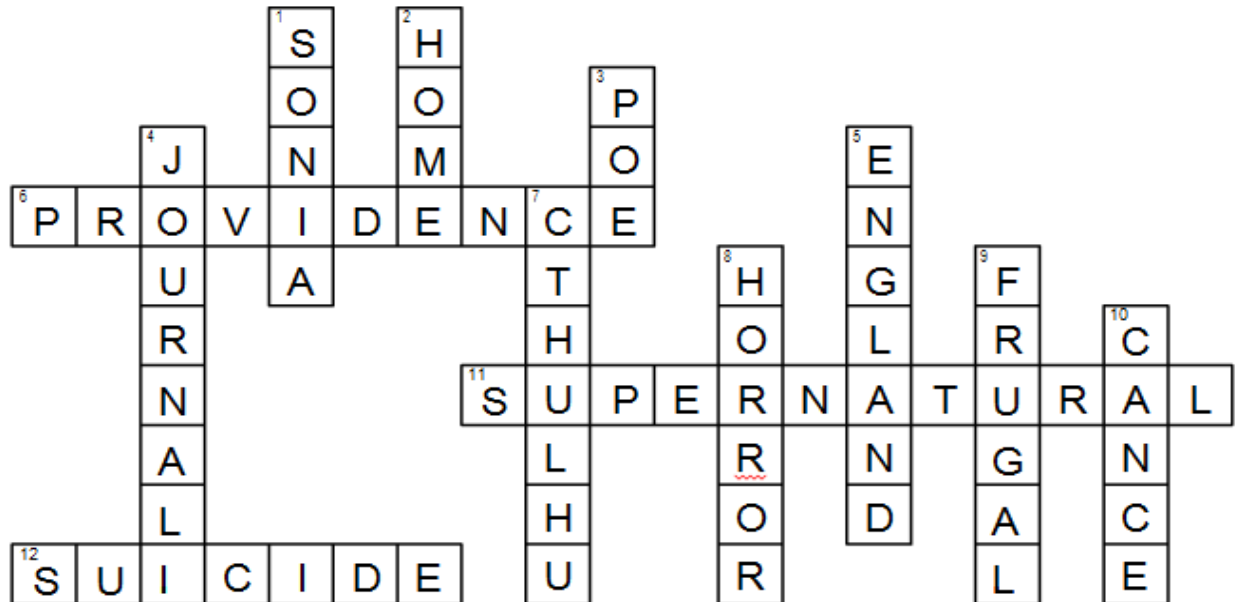 1 S 2 H
O O 3 P
4 J N M O 5 E
6 P R O V I D E N 7 C E N
U A T 8 H G 9 F
R H O L R 10 C
N 11 S U P E R N A T U R A L
A L R N G N
L H O D A C
12 S U I C I D E U R L E